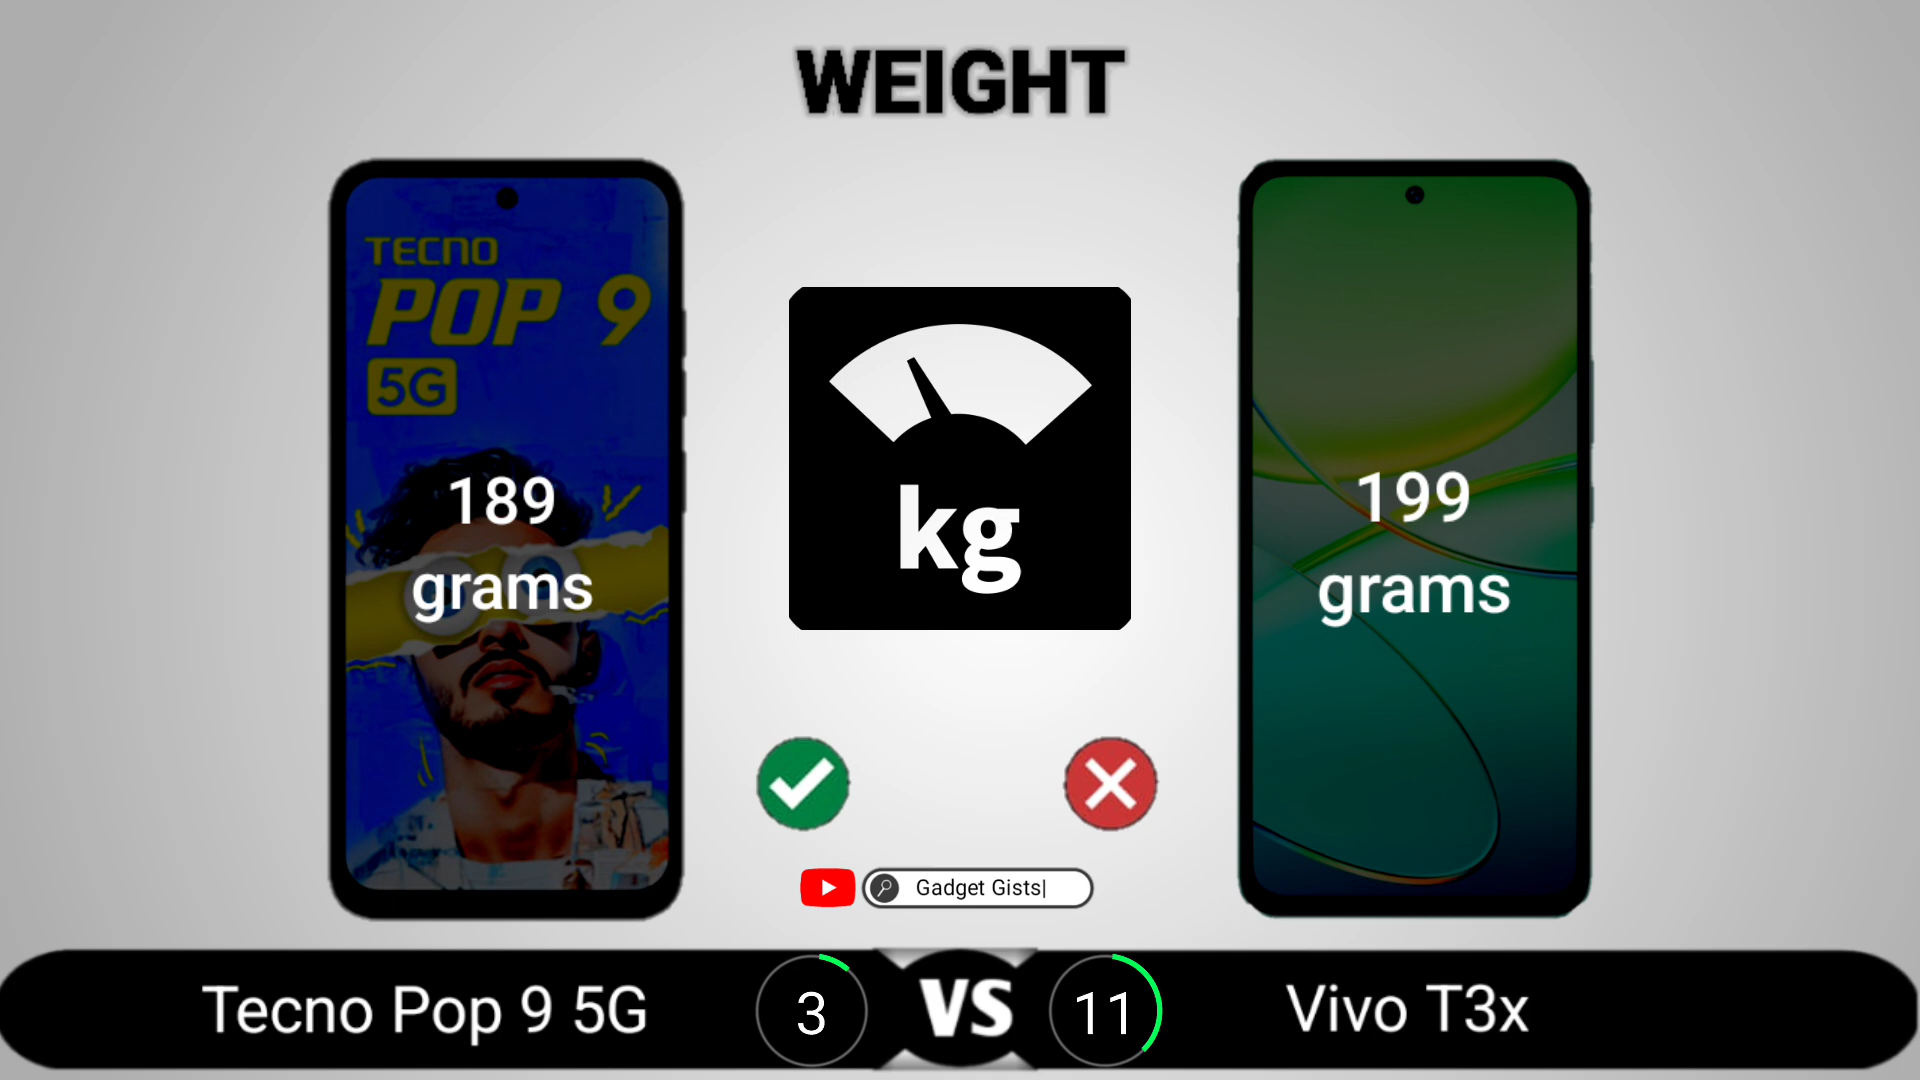 WEIGHT
TECNO
POP 9
5G
189
grams
kg
199
grams
Gadget Gists|
Tecno Pop 9 5G
3
VS
11
Vivo T3x